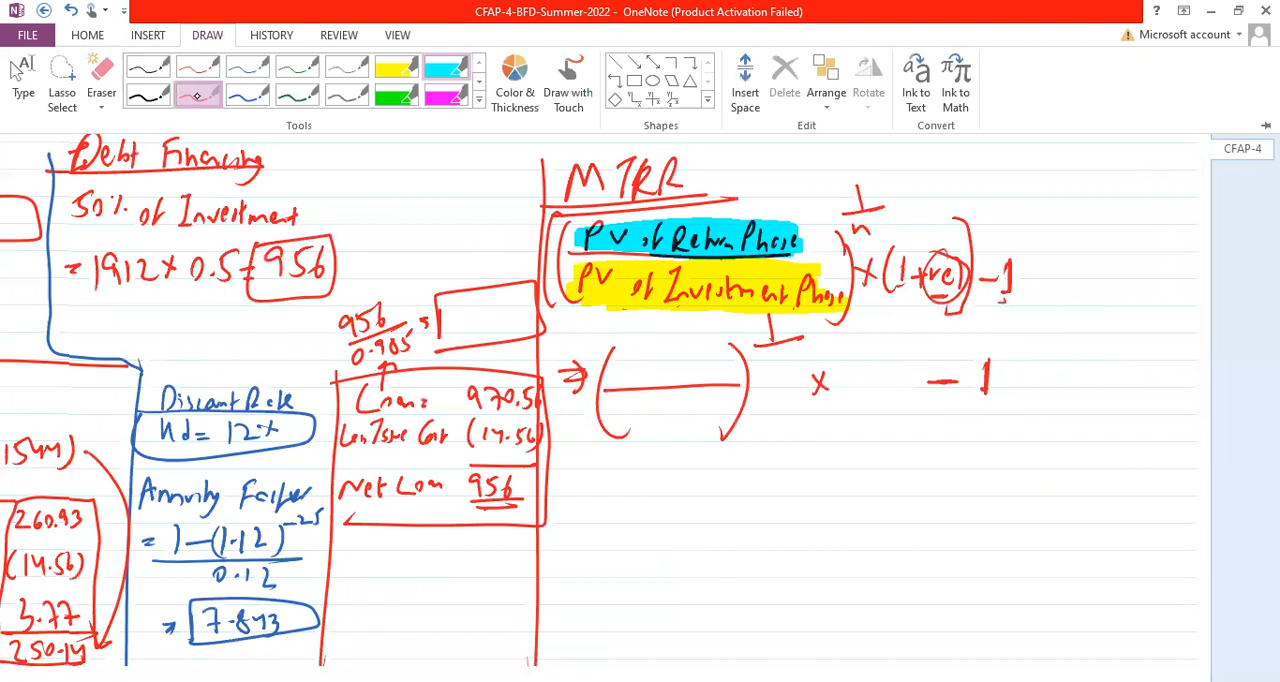 CFAP-4-BFD-Summer-2022 - OneNote (Product Activation Failed)
FILE HOME INSERT DRAW HISTORY REVIEW VIEW
Microsoft account
Type Lasso Select Eraser
Color & Thickness Draw with Touch
Insert Space Delete Arrange Rotate
Ink to Text Ink to Math
Tools Shapes Edit Convert
CFAP-4
Debt Financing
50% of Investment
= 1912 x 0.5 = 956
1544)
260.93
(14.56)
3.77
250.14
Discount Rate
Kd = 12%
Annuity Factor
= 1 - (1.12)^-25
0.12
⇒ 7.843
956
0.985 =
Loan = 970.56
(14.56)
Net Loan 956
MIRR
((PV of Return Phase
PV of Investment Phase)^1/n x (1+re)] - 1
⇒ ( )^1/ x - 1